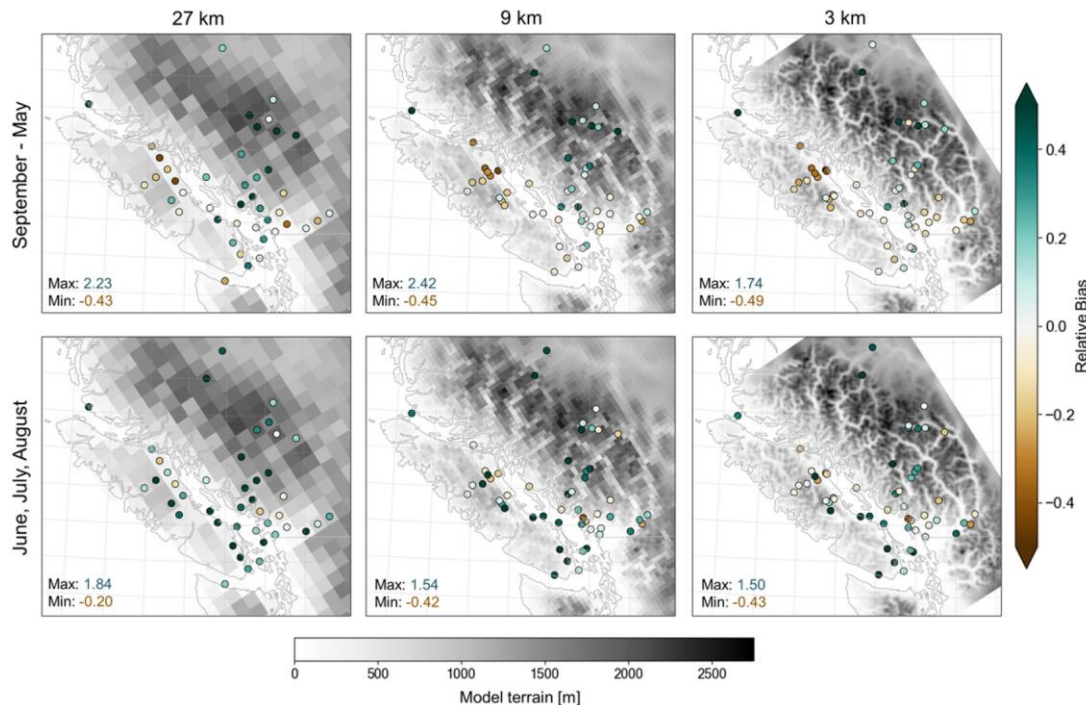 27 km
9 km
3 km
September - May
Max: 2.23
Min: -0.43
Max: 2.42
Min: -0.45
Max: 1.74
Min: -0.49
June, July, August
Max: 1.84
Min: -0.20
Max: 1.54
Min: -0.42
Max: 1.50
Min: -0.43
0.4
0.2
0.0
−0.2
−0.4
Relative Bias
0
500
1000
1500
2000
2500
Model terrain [m]